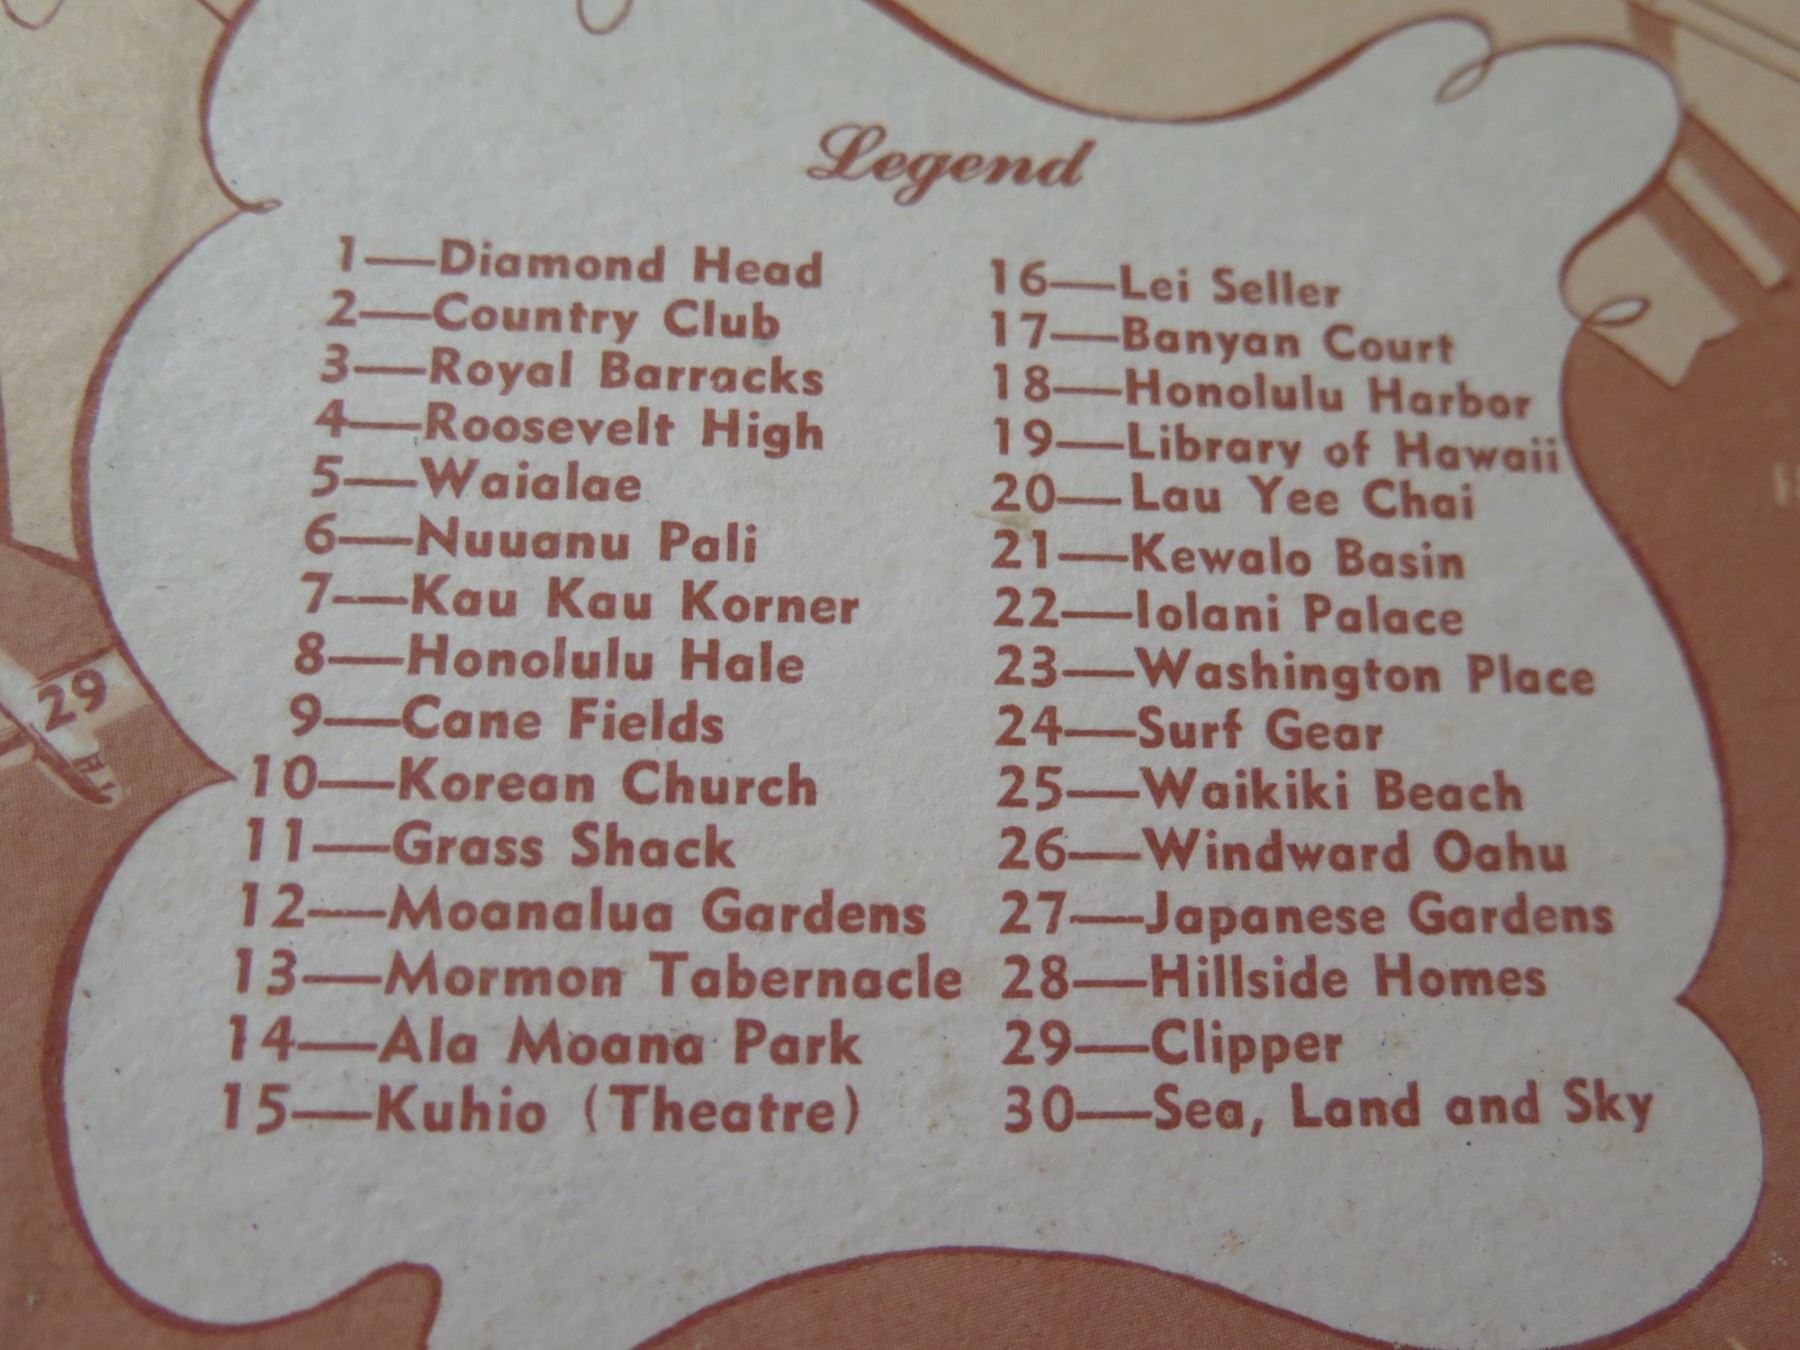 Legend
1—Diamond Head
2—Country Club
3—Royal Barracks
4—Roosevelt High
5—Waialae
6—Nuuanu Pali
7—Kau Kau Korner
8—Honolulu Hale
9—Cane Fields
10—Korean Church
11—Grass Shack
12—Moanalua Gardens
13—Mormon Tabernacle
14—Ala Moana Park
15—Kuhio (Theatre)
16—Lei Seller
17—Banyan Court
18—Honolulu Harbor
19—Library of Hawaii
20—Lau Yee Chai
21—Kewalo Basin
22—Iolani Palace
23—Washington Place
24—Surf Gear
25—Waikiki Beach
26—Windward Oahu
27—Japanese Gardens
28—Hillside Homes
29—Clipper
30—Sea, Land and Sky
29